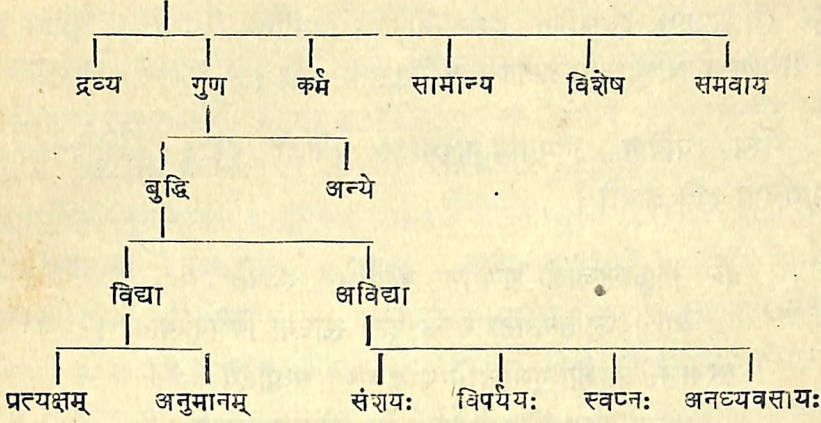 द्रव्य गुण कर्म सामान्य विशेष समवाय
बुद्धि अन्ये
विद्या अविद्या
प्रत्यक्षम् अनुमानम् संशय: विपर्यय: स्वप्न: अनध्यवसाय: